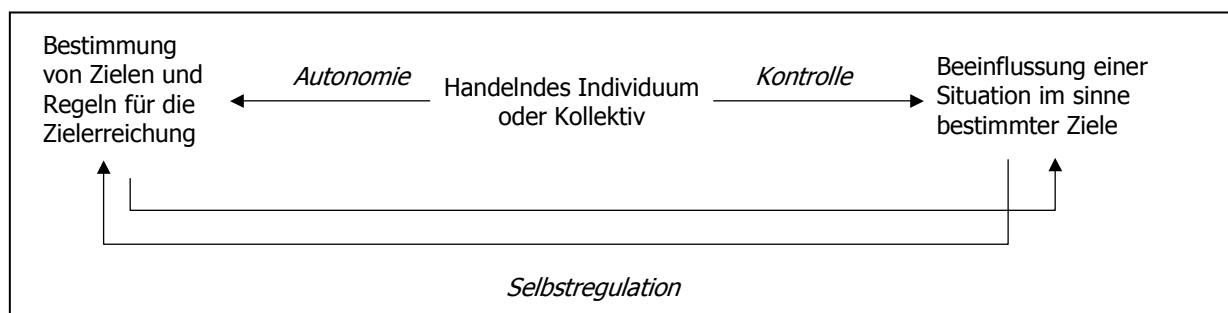 Bestimmung
von Zielen und
Regeln für die
Zielerreichung
Autonomie
Handelndes Individuum
oder Kollektiv
Kontrolle
Beeinflussung einer
Situation im sinne
bestimmter Ziele
Selbstregulation